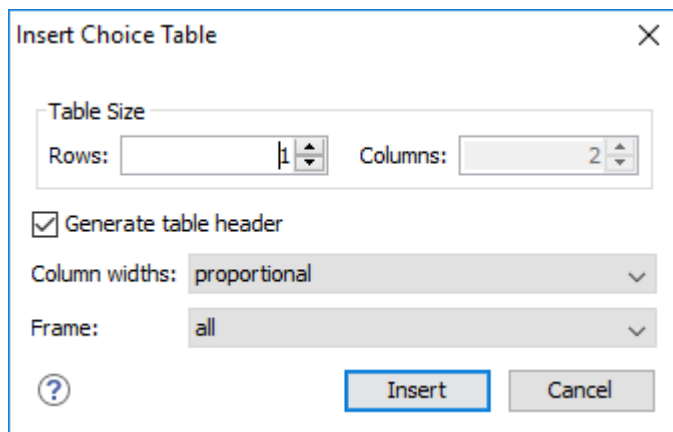 Insert Choice Table
Table Size
Rows: 1 Columns: 2
Generate table header
Column widths: proportional
Frame: all
?
Insert Cancel